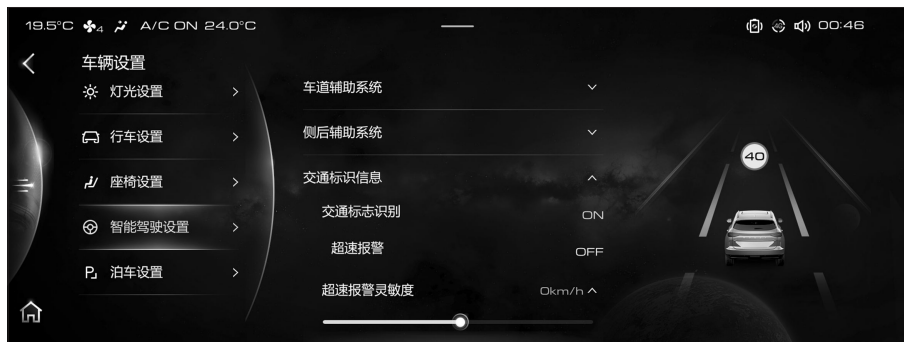 19.5°C 4 A/C ON 24.0°C 00:46
车辆设置
灯光设置
行车设置
座椅设置
智能驾驶设置
P 泊车设置
车道辅助系统
侧后辅助系统
交通标识信息
交通标志识别 ON
超速报警 OFF
超速报警灵敏度 0km/h
40